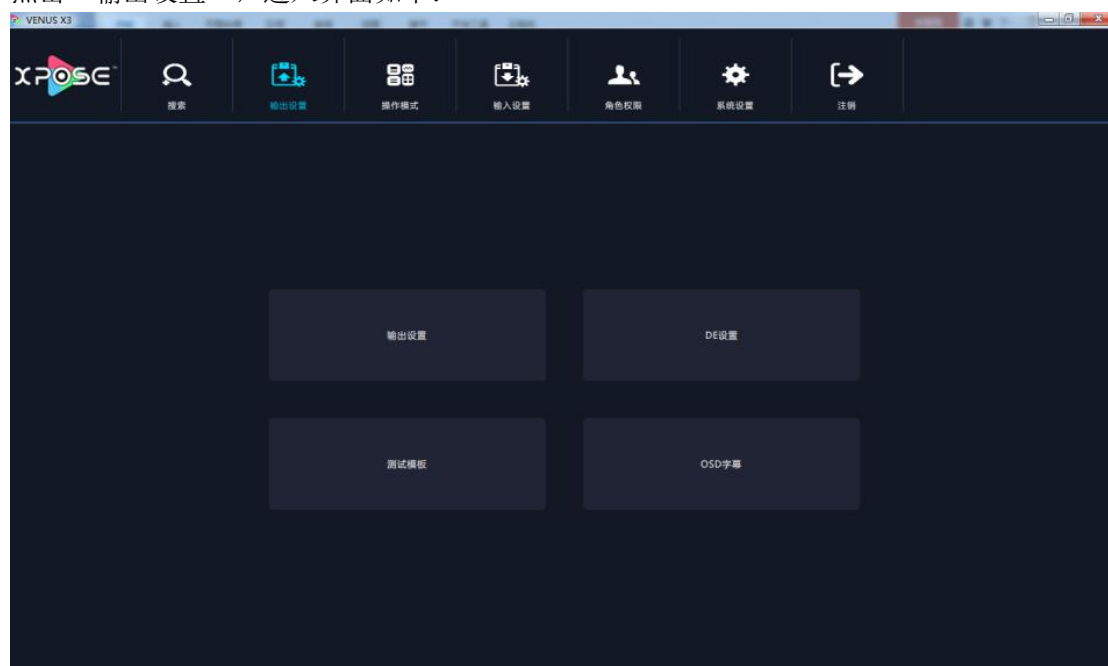 点击“输出设置”，进入界面如下：
VENUS X3
XPOSE
搜索
输出设置
操作模式
输入设置
角色权限
系统设置
注销
输出设置
DE设置
测试模板
OSD字幕